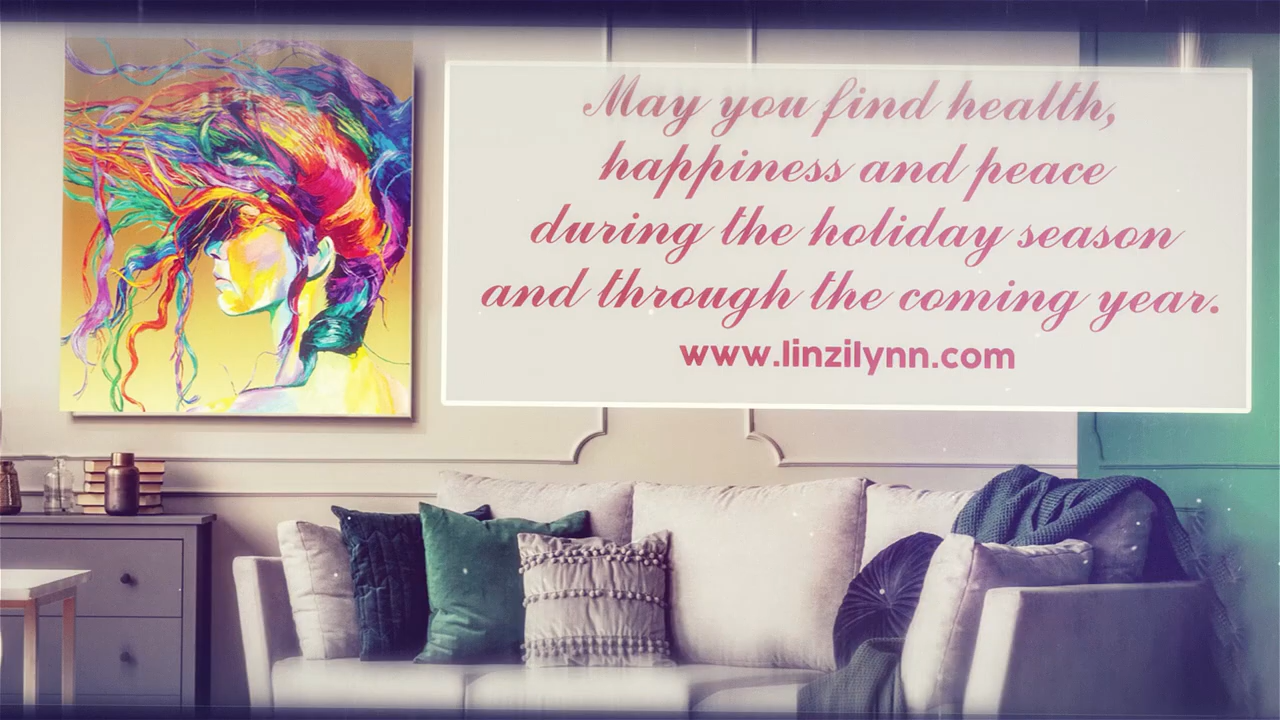 May you find health,
happiness and peace
during the holiday season
and through the coming year.
www.linzilynn.com